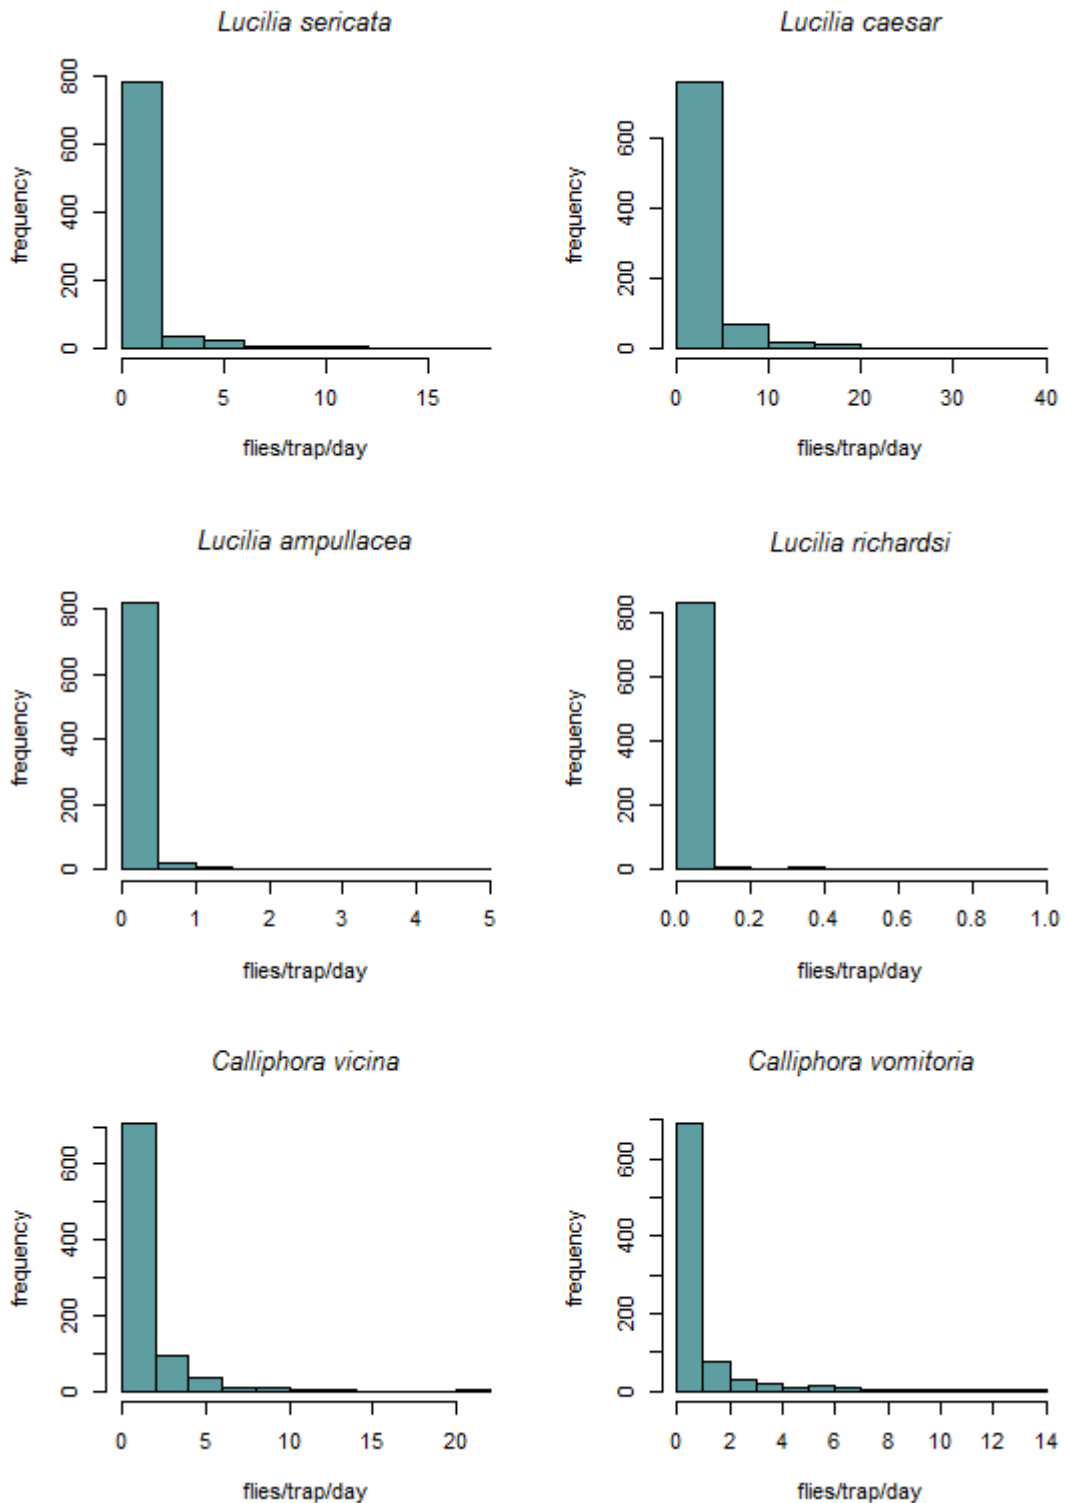 Lucilia sericata
frequency
0 200 400 600 800
0 5 10 15
flies/trap/day
Lucilia caesar
frequency
0 200 400 600
0 10 20 30 40
flies/trap/day
Lucilia ampullacea
frequency
0 200 400 600 800
0 1 2 3 4 5
flies/trap/day
Lucilia richardsi
frequency
0 200 400 600 800
0.0 0.2 0.4 0.6 0.8 1.0
flies/trap/day
Calliphora vicina
frequency
0 200 400 600
0 5 10 15 20
flies/trap/day
Calliphora vomitoria
frequency
0 200 400 600
0 2 4 6 8 10 12 14
flies/trap/day